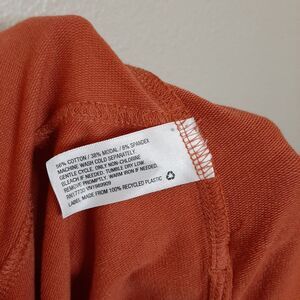 56% COTTON / 38% MODAL / 6% SPANDEX
MACHINE WASH COLD SEPARATELY.
GENTLE CYCLE. ONLY NON-CHLORINE
BLEACH IF NEEDED. TUMBLE DRY LOW.
REMOVE PROMPTLY. WARM IRON IF NEEDED.
LABEL MADE FROM 100% RECYCLED PLASTIC